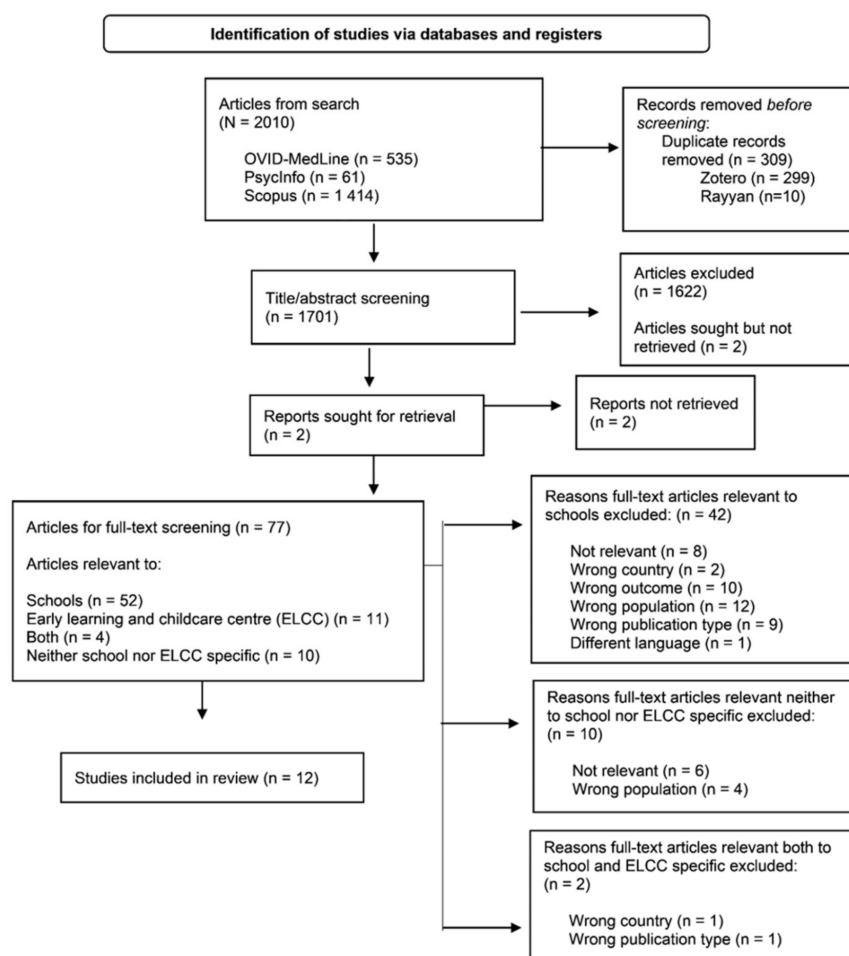 Identification of studies via databases and registers
Articles from search
(N = 2010)
OVID-MedLine (n = 535)
PsycInfo (n = 61)
Scopus (n = 1 414)
Records removed before
screening:
Duplicate records
removed (n = 309)
Zotero (n = 299)
Rayyan (n=10)
Title/abstract screening
(n = 1701)
Articles excluded
(n = 1622)
Articles sought but not
retrieved (n = 2)
Reports sought for retrieval
(n = 2)
Reports not retrieved
(n = 2)
Articles for full-text screening (n = 77)
Articles relevant to:
Schools (n = 52)
Early learning and childcare centre (ELCC) (n = 11)
Both (n = 4)
Neither school nor ELCC specific (n = 10)
Reasons full-text articles relevant to
schools excluded: (n = 42)
Not relevant (n = 8)
Wrong country (n = 2)
Wrong outcome (n = 10)
Wrong population (n = 12)
Wrong publication type (n = 9)
Different language (n = 1)
Reasons full-text articles relevant neither
to school nor ELCC specific excluded:
(n = 10)
Not relevant (n = 6)
Wrong population (n = 4)
Studies included in review (n = 12)
Reasons full-text articles relevant both to
school and ELCC specific excluded:
(n = 2)
Wrong country (n = 1)
Wrong publication type (n = 1)